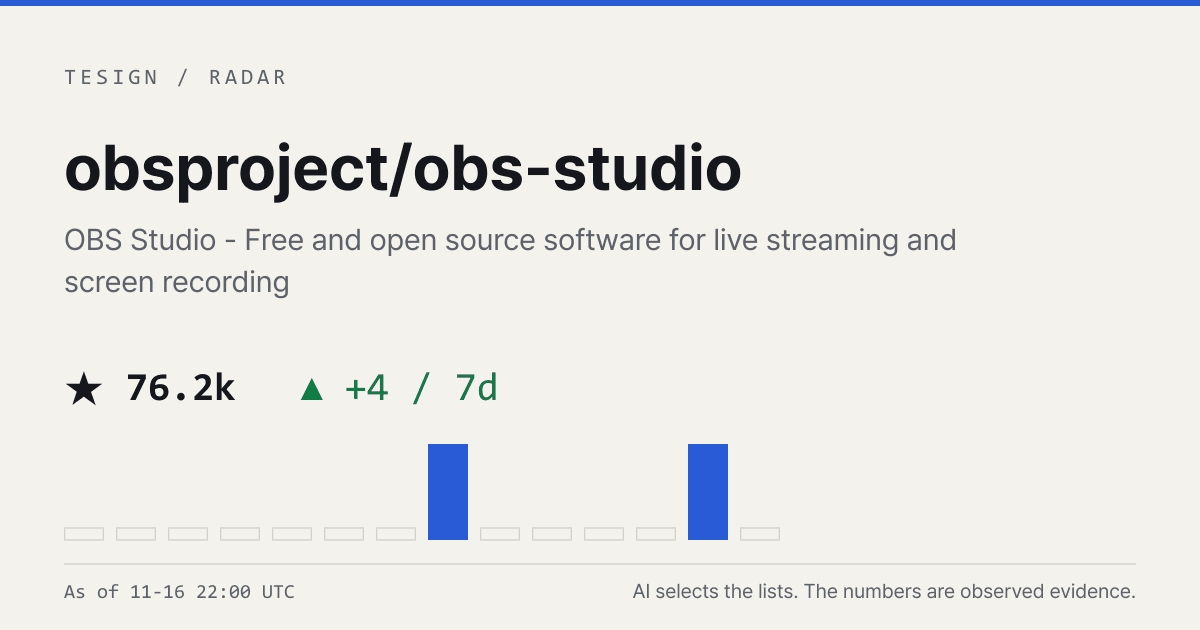 TESIGN / RADAR
obsproject/obs-studio
OBS Studio - Free and open source software for live streaming and
screen recording
★ 76.2k ▲ +4 / 7d
As of 11-16 22:00 UTC
AI selects the lists. The numbers are observed evidence.